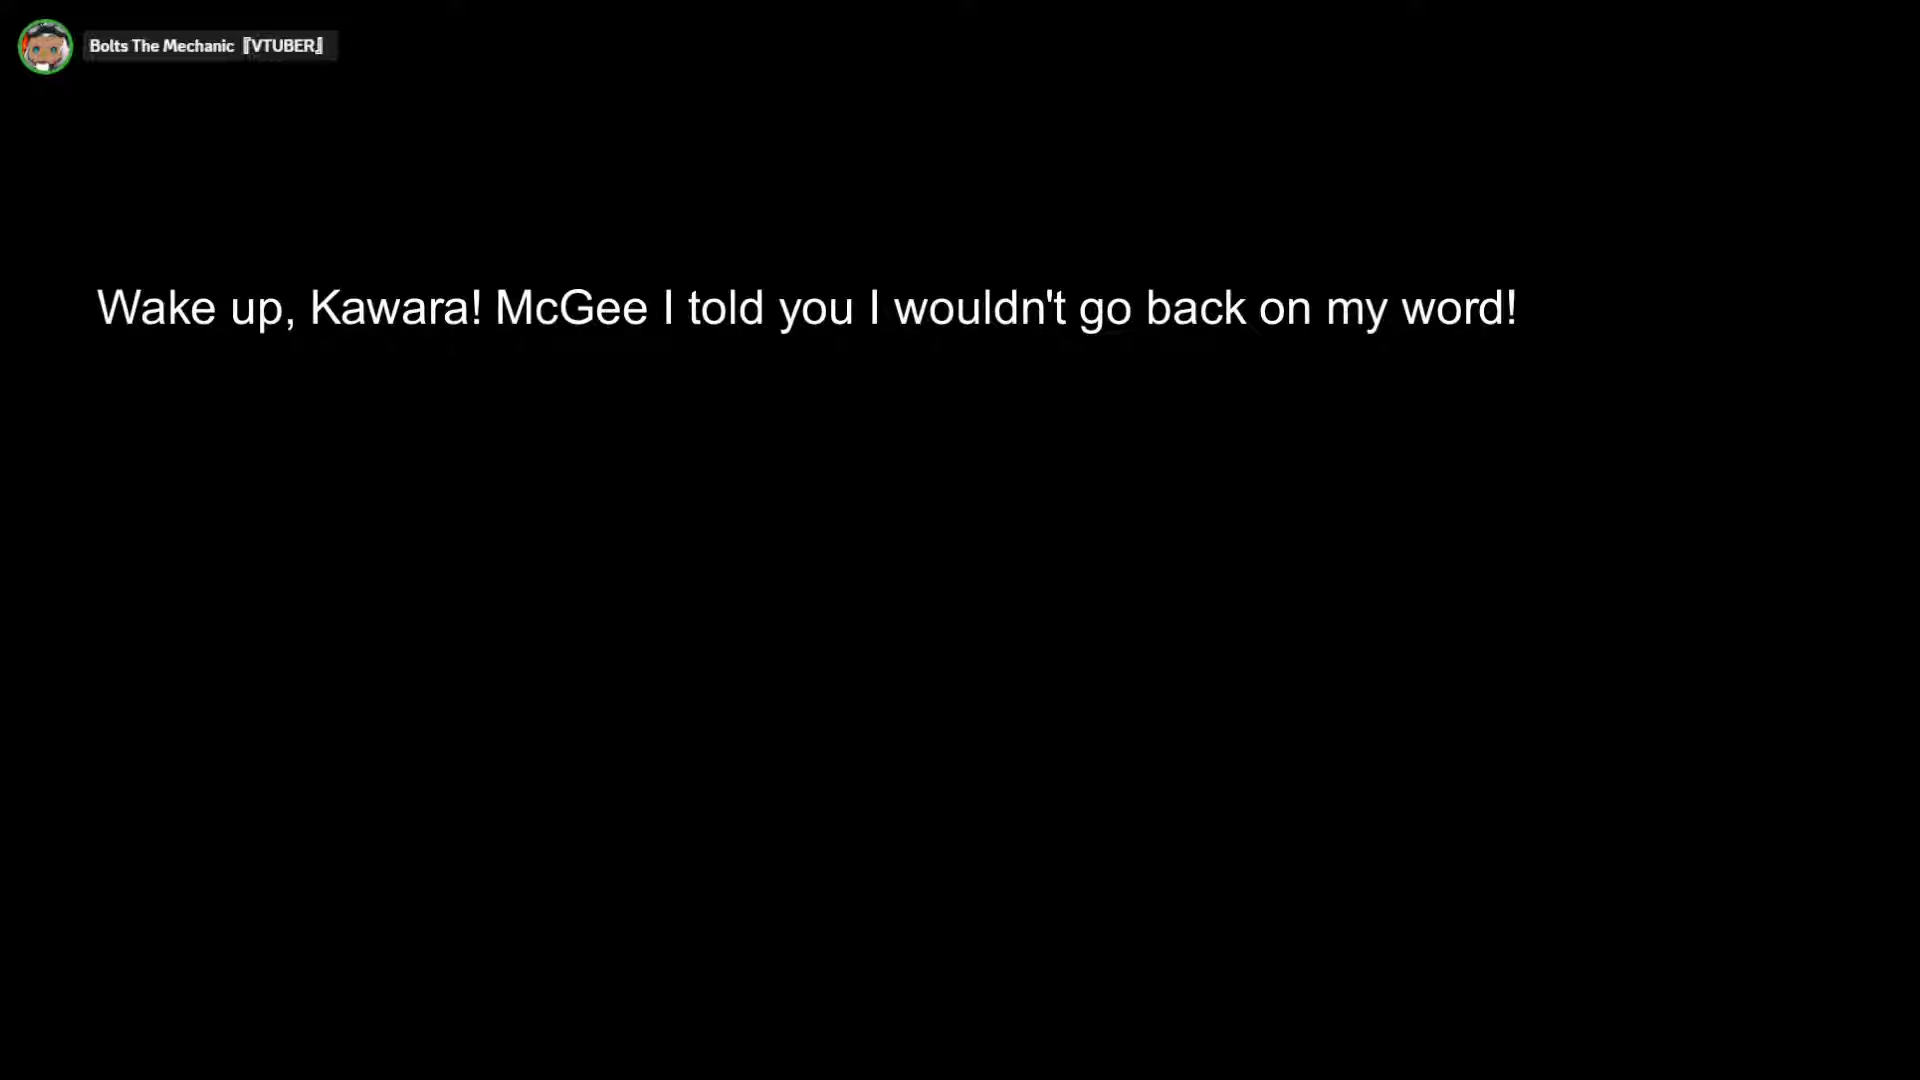 Bolts The Mechanic『VTUBER』
Wake up, Kawara! McGee I told you I wouldn't go back on my word!